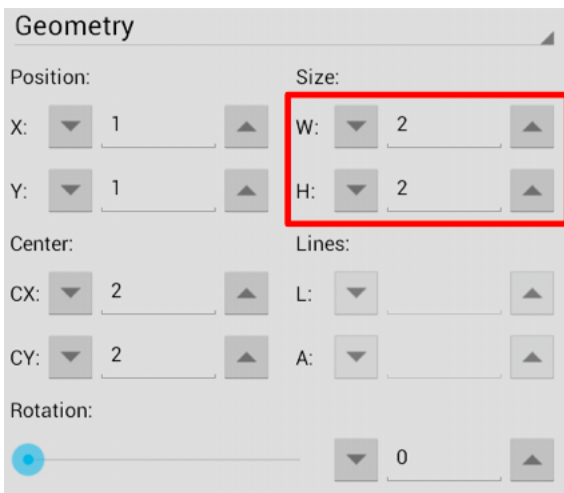 Geometry
Position: Size:
X: 1 W: 2
Y: 1 H: 2
Center: Lines:
CX: 2 L:
CY: 2 A:
Rotation:
0